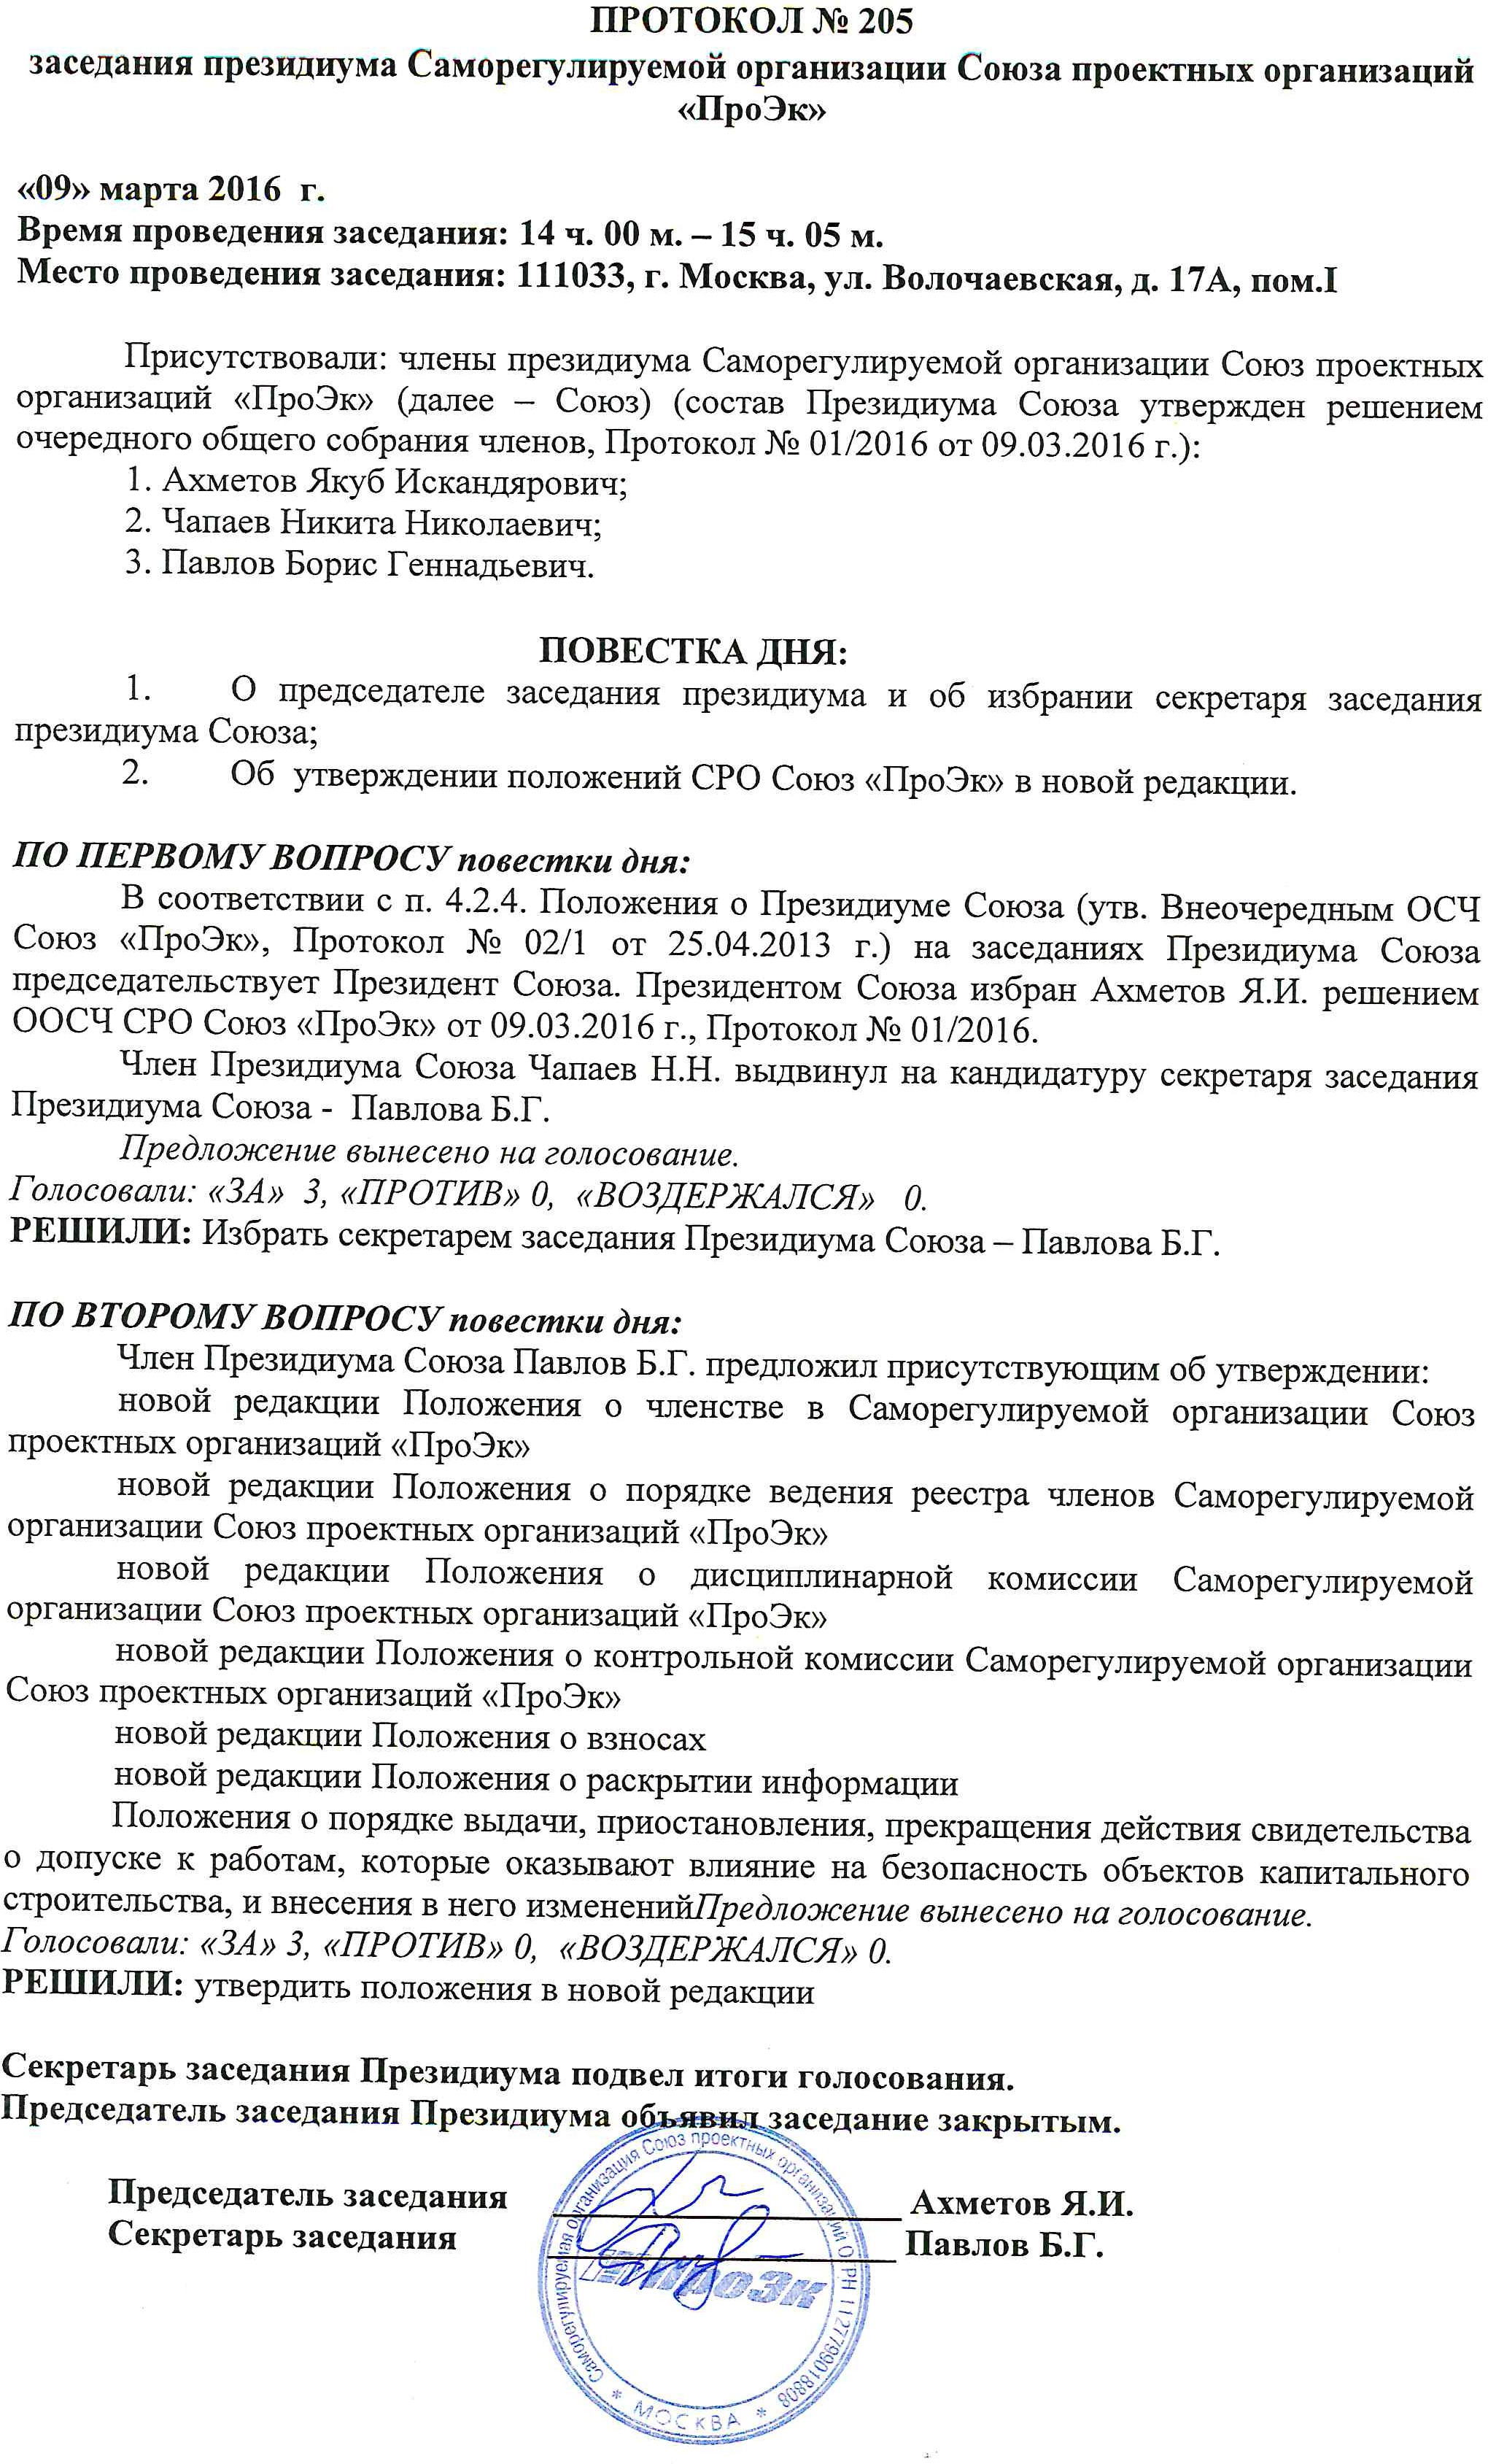 ПРОТОКОЛ № 205
заседания президиума Саморегулируемой организации Союза проектных организаций
«ПроЭк»
«09» марта 2016 г.
Время проведения заседания: 14 ч. 00 м. – 15 ч. 05 м.
Место проведения заседания: 111033, г. Москва, ул. Волочаевская, д. 17А, пом.I
Присутствовали: члены президиума Саморегулируемой организации Союз проектных
организаций «ПроЭк» (далее – Союз) (состав Президиума Союза утвержден решением
очередного общего собрания членов, Протокол № 01/2016 от 09.03.2016 г.):
1. Ахметов Якуб Искандярович;
2. Чапаев Никита Николаевич;
3. Павлов Борис Геннадьевич.
ПОВЕСТКА ДНЯ:
1. О председателе заседания президиума и об избрании секретаря заседания
президиума Союза;
2. Об утверждении положений СРО Союз «ПроЭк» в новой редакции.
ПО ПЕРВОМУ ВОПРОСУ повестки дня:
В соответствии с п. 4.2.4. Положения о Президиуме Союза (утв. Внеочередным ОСЧ
Союз «ПроЭк», Протокол № 02/1 от 25.04.2013 г.) на заседаниях Президиума Союза
председательствует Президент Союза. Президентом Союза избран Ахметов Я.И. решением
ООСЧ СРО Союз «ПроЭк» от 09.03.2016 г., Протокол № 01/2016.
Член Президиума Союза Чапаев Н.Н. выдвинул на кандидатуру секретаря заседания
Президиума Союза - Павлова Б.Г.
Предложение вынесено на голосование.
Голосовали: «ЗА» 3, «ПРОТИВ» 0, «ВОЗДЕРЖАЛСЯ» 0.
РЕШИЛИ: Избрать секретарем заседания Президиума Союза – Павлова Б.Г.
ПО ВТОРОМУ ВОПРОСУ повестки дня:
Член Президиума Союза Павлов Б.Г. предложил присутствующим об утверждении:
новой редакции Положения о членстве в Саморегулируемой организации Союз
проектных организаций «ПроЭк»
новой редакции Положения о порядке ведения реестра членов Саморегулируемой
организации Союз проектных организаций «ПроЭк»
новой редакции Положения о дисциплинарной комиссии Саморегулируемой
организации Союз проектных организаций «ПроЭк»
новой редакции Положения о контрольной комиссии Саморегулируемой организации
Союз проектных организаций «ПроЭк»
новой редакции Положения о взносах
новой редакции Положения о раскрытии информации
Положения о порядке выдачи, приостановления, прекращения действия свидетельства
о допуске к работам, которые оказывают влияние на безопасность объектов капитального
строительства, и внесения в него измененийПредложение вынесено на голосование.
Голосовали: «ЗА» 3, «ПРОТИВ» 0, «ВОЗДЕРЖАЛСЯ» 0.
РЕШИЛИ: утвердить положения в новой редакции
Секретарь заседания Президиума подвел итоги голосования.
Председатель заседания Президиума объявил заседание закрытым.
Председатель заседания Ахметов Я.И.
Секретарь заседания Павлов Б.Г.
Саморегулируемая организация Союз проектных организаций ОГРН 1127799018808
ПроЭк
* МОСКВА *